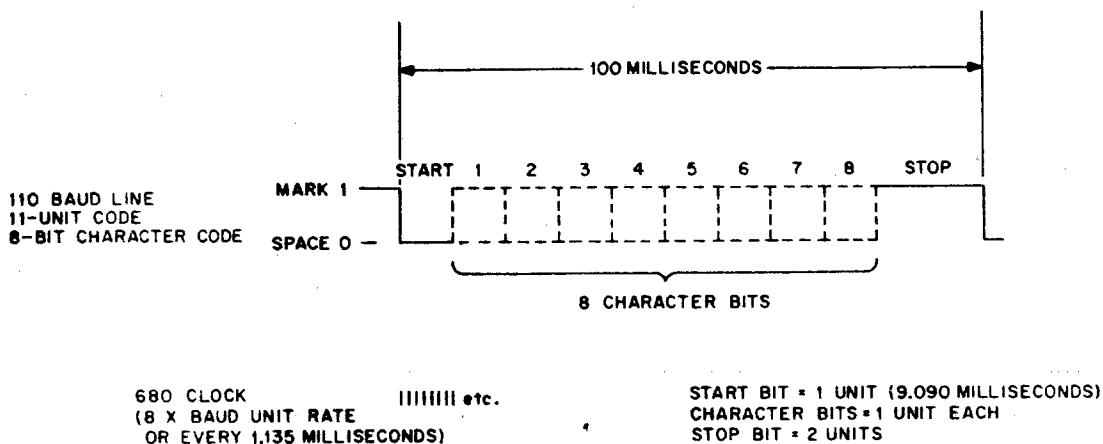 100 MILLISECONDS
START 1 2 3 4 5 6 7 8 STOP
MARK 1
110 BAUD LINE
11-UNIT CODE
8-BIT CHARACTER CODE
SPACE 0
8 CHARACTER BITS
680 CLOCK
(8 X BAUD UNIT RATE
OR EVERY 1.135 MILLISECONDS)
etc.
START BIT = 1 UNIT (9.090 MILLISECONDS)
CHARACTER BITS = 1 UNIT EACH
STOP BIT = 2 UNITS